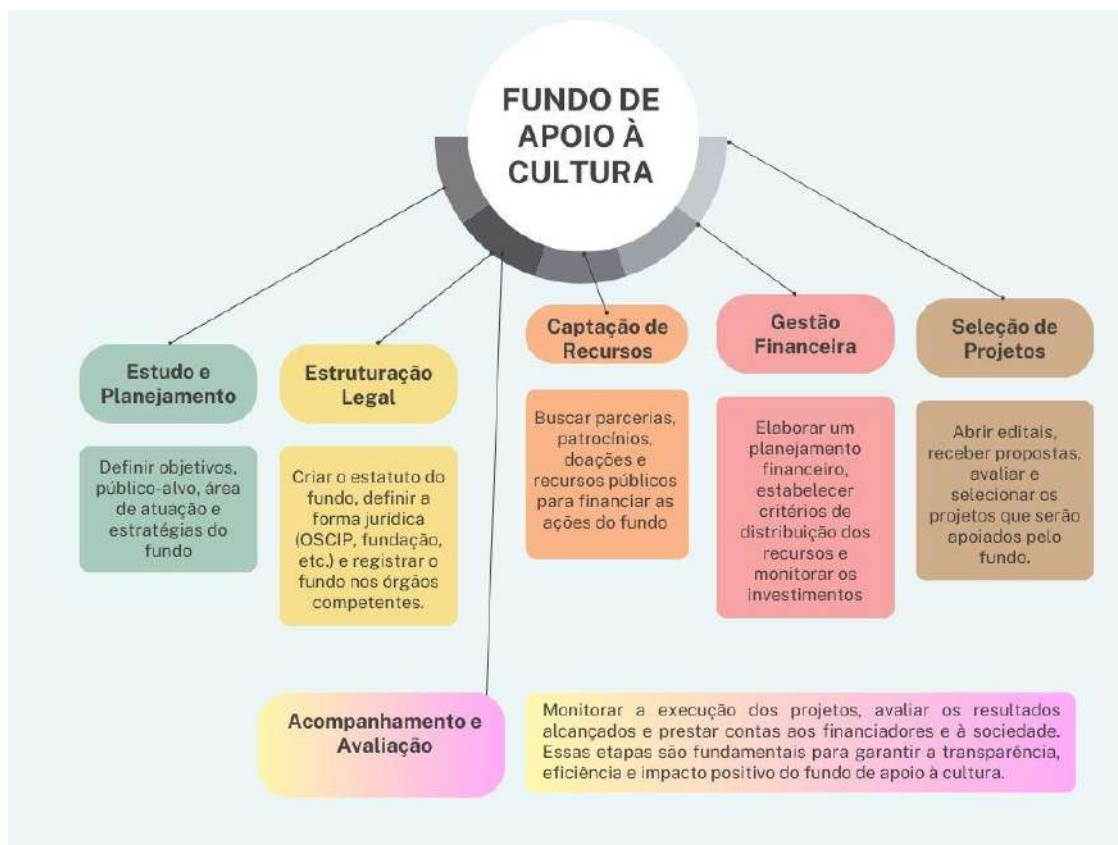 FUNDO DE
APOIO À
CULTURA
Estudo e
Planejamento
Definir objetivos,
público-alvo, área
de atuação e
estratégias do
fundo
Estruturação
Legal
Criar o estatuto do
fundo, definir a
forma jurídica
(OSCIP, fundação,
etc.) e registrar o
fundo nos órgãos
competentes.
Captação de
Recursos
Buscar parcerias,
patrocínios,
doações e
recursos públicos
para financiar as
ações do fundo
Gestão
Financeira
Elaborar um
planejamento
financeiro,
estabelecer
critérios de
distribuição dos
recursos e
monitorar os
investimentos
Seleção de
Projetos
Abrir editais,
receber propostas,
avaliar e
selecionar os
projetos que serão
apoiados pelo
fundo.
Acompanhamento e
Avaliação
Monitorar a execução dos projetos, avaliar os resultados
alcançados e prestar contas aos financiadores e à sociedade.
Essas etapas são fundamentais para garantir a transparência,
eficiência e impacto positivo do fundo de apoio à cultura.